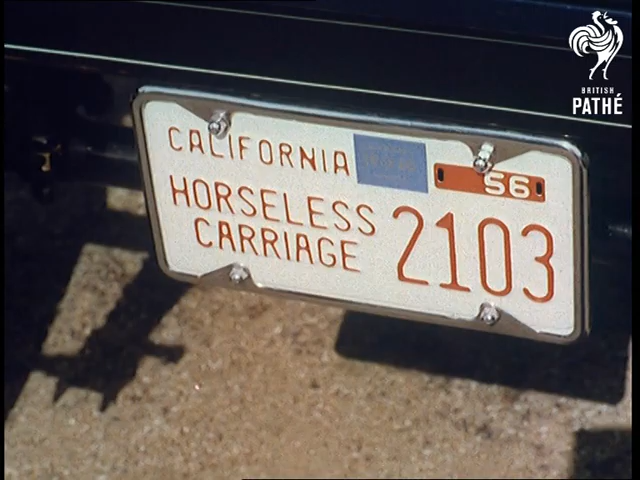 BRITISH
PATHÉ
CALIFORNIA
56
HORSELESS
CARRIAGE
2103